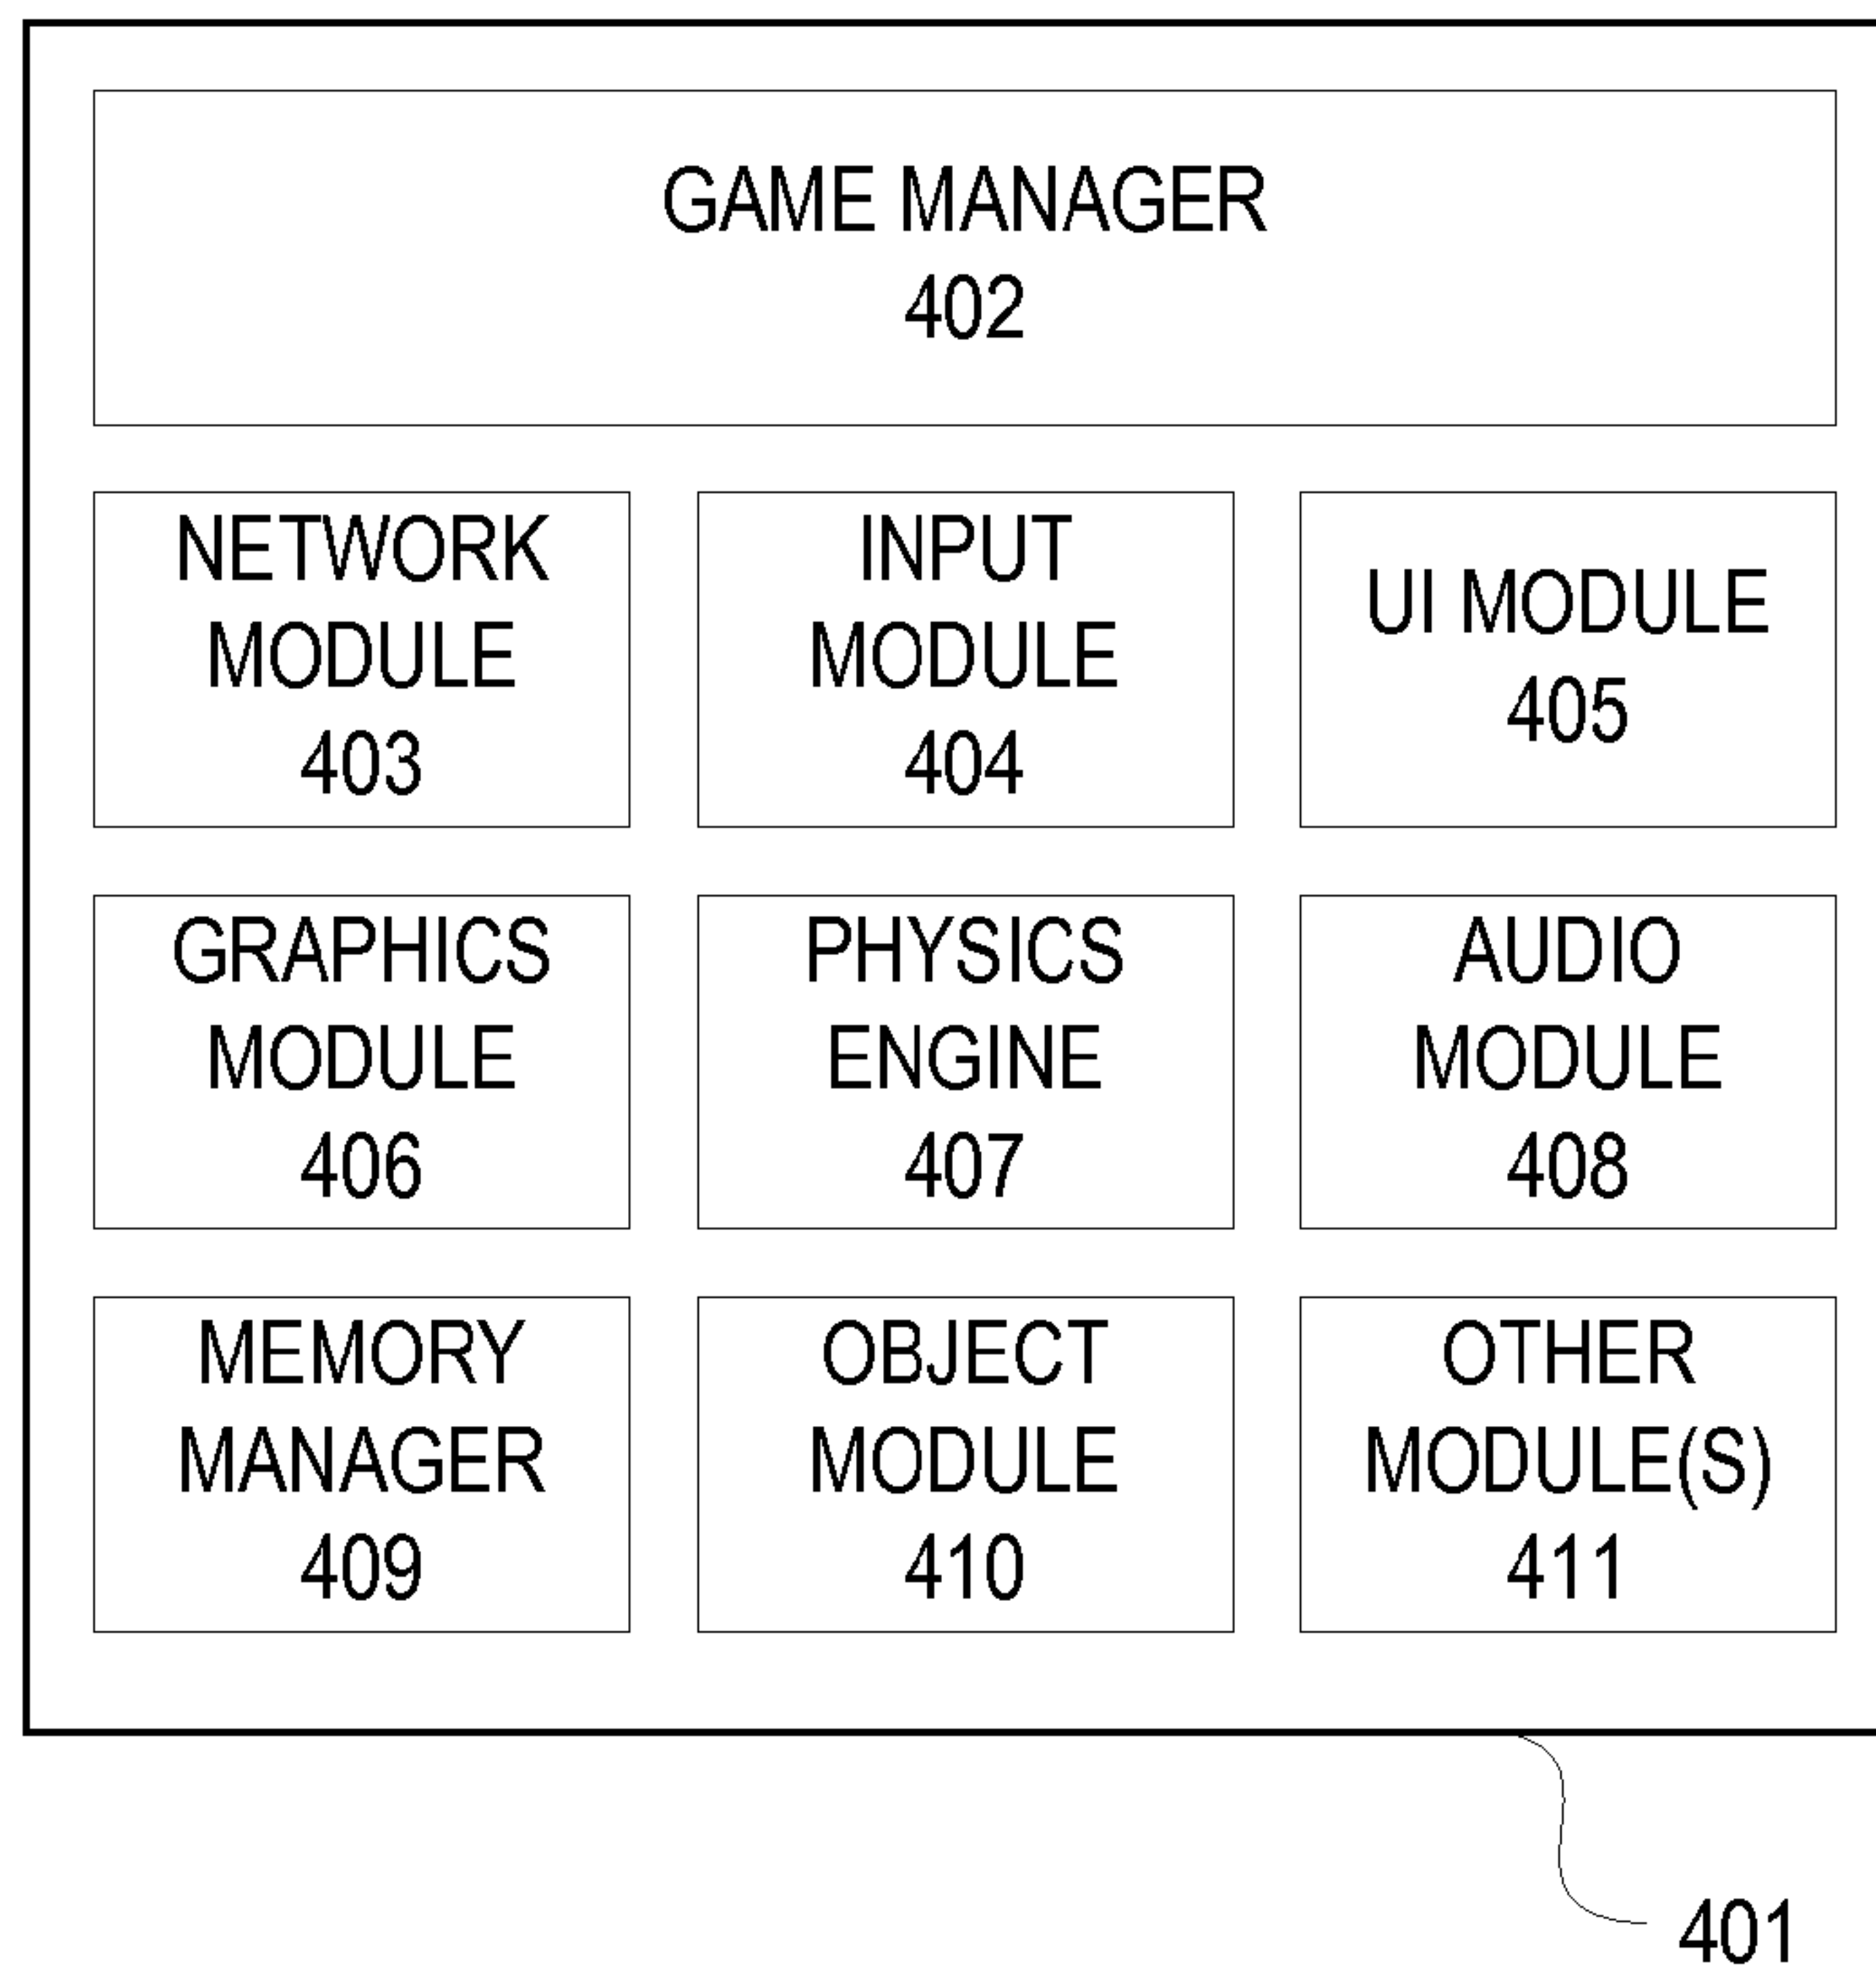 GAME MANAGER
402
NETWORK
MODULE
403
INPUT
MODULE
404
UI MODULE
405
GRAPHICS
MODULE
406
PHYSICS
ENGINE
407
AUDIO
MODULE
408
MEMORY
MANAGER
409
OBJECT
MODULE
410
OTHER
MODULE(S)
411
401